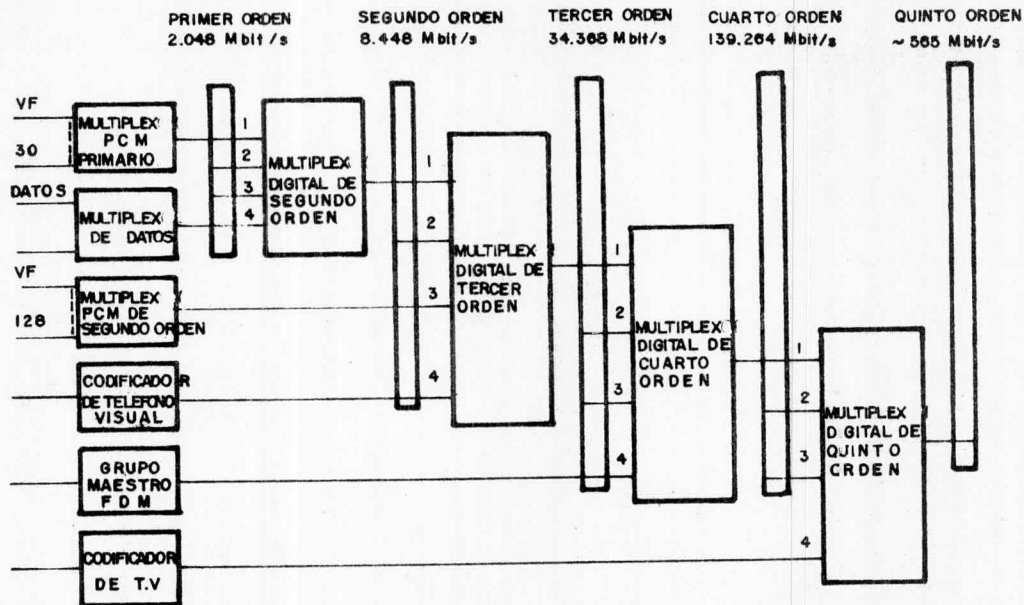 PRIMER ORDEN
2.048 Mbit/s
SEGUNDO ORDEN
8.448 Mbit/s
TERCER ORDEN
34.368 Mbit/s
CUARTO ORDEN
139.264 Mbit/s
QUINTO ORDEN
~ 565 Mbit/s
VF
30
MULTIPLEX
PCM
PRIMARIO
DATOS
MULTIPLEX
DE DATOS
VF
128
MULTIPLEX
PCM DE
SEGUNDO ORDEN
CODIFICADOR
DE TELEFONO
VISUAL
GRUPO
MAESTRO
FDM
CODIFICADOR
DE T.V
1
2
3
4
MULTIPLEX
DIGITAL DE
SEGUNDO
ORDEN
1
2
3
4
MULTIPLEX
DIGITAL DE
TERCER
ORDEN
1
2
3
4
MULTIPLEX
DIGITAL DE
CUARTO
ORDEN
1
2
3
4
MULTIPLEX
D GITAL DE
QUINTO
CRDEN